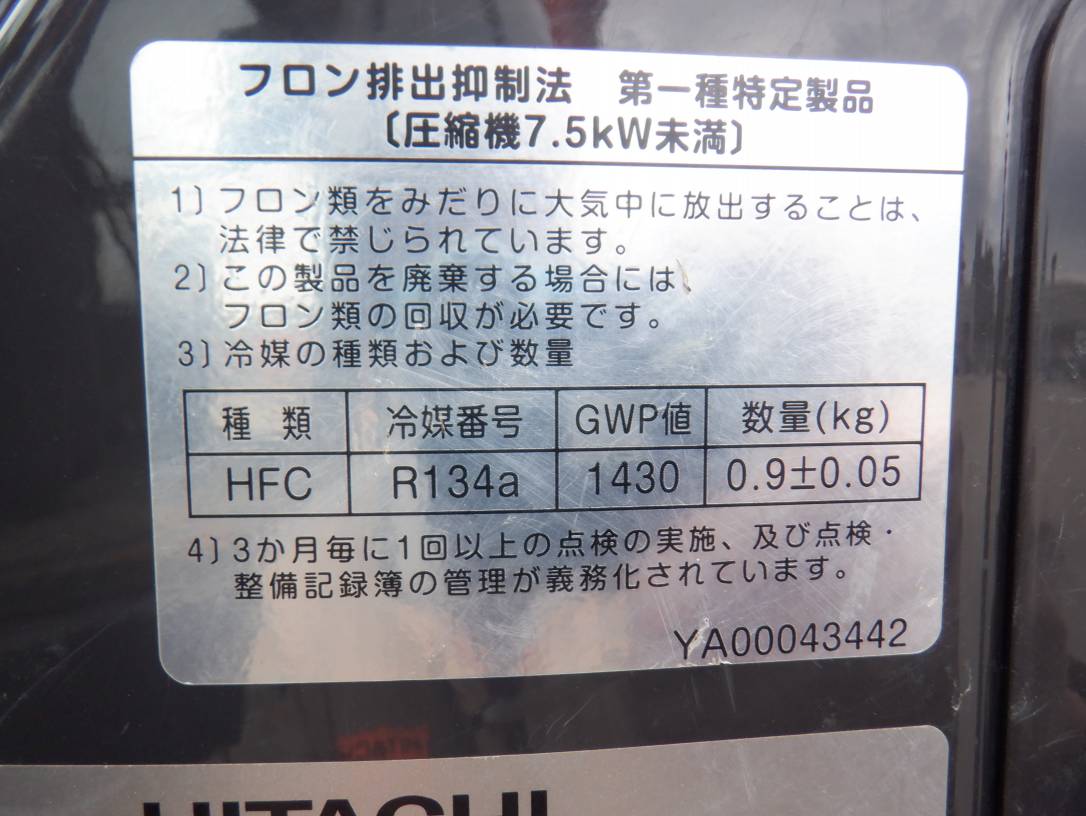 フロン排出抑制法 第一種特定製品
〔圧縮機7.5kW未満〕
1〕フロン類をみだりに大気中に放出することは、
法律で禁じられています。
2〕この製品を廃棄する場合には、
フロン類の回収が必要です。
3〕冷媒の種類および数量
種 類 冷媒番号 GWP値 数量(kg)
HFC R134a 1430 0.9±0.05
4〕3か月毎に1回以上の点検の実施、及び点検・
整備記録簿の管理が義務化されています。
YA00043442
HITACHI